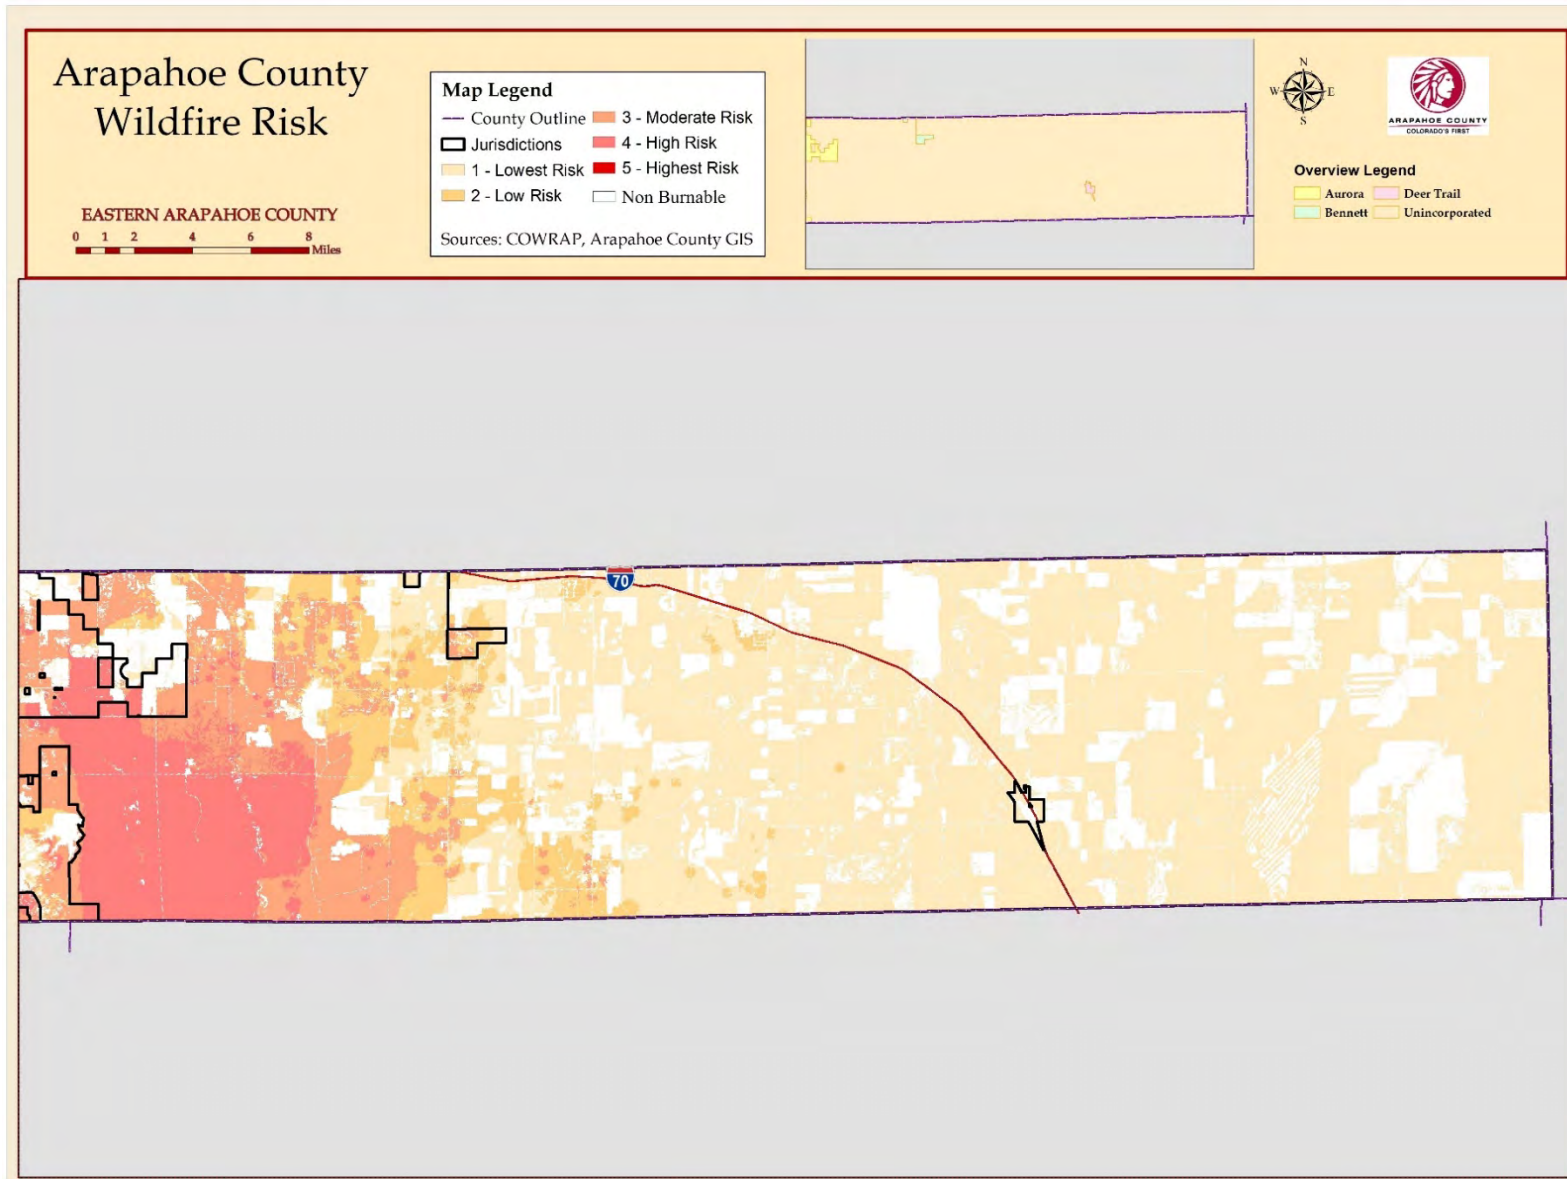 Arapahoe County
Wildfire Risk
EASTERN ARAPAHOE COUNTY
0 1 2 4 6 8
Miles
Map Legend
County Outline
Jurisdictions
1 - Lowest Risk
2 - Low Risk
3 - Moderate Risk
4 - High Risk
5 - Highest Risk
Non Burnable
Sources: COWRAP, Arapahoe County GIS
N
W E
S
ARAPAHOE COUNTY
COLORADO'S FIRST
Overview Legend
Aurora
Bennett
Deer Trail
Unincorporated
70